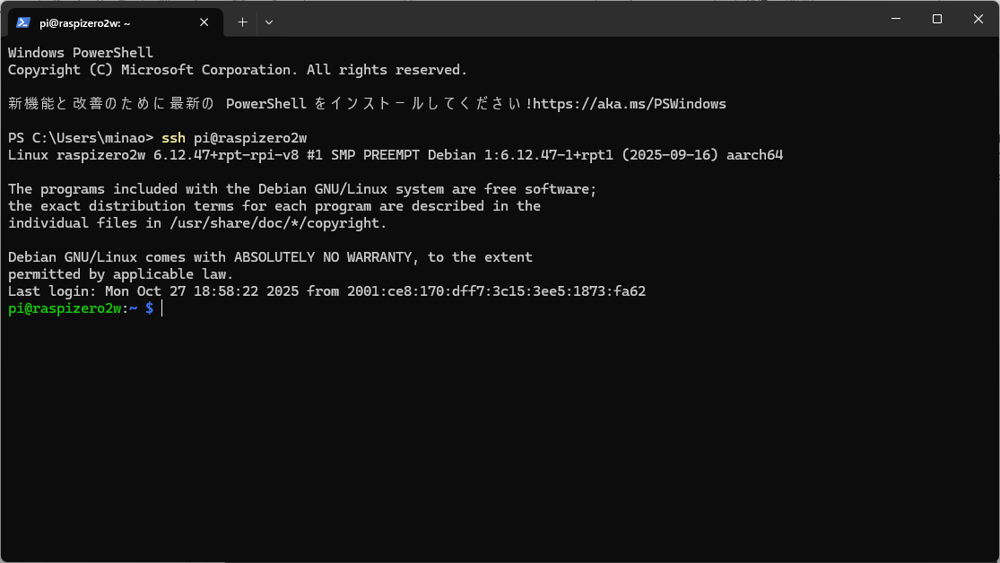 pi@raspizero2w: ~
Windows PowerShell
Copyright (C) Microsoft Corporation. All rights reserved.
新機能と改善のために最新の PowerShell をインストールしてください!https://aka.ms/PSWindows
PS C:\Users\minao> ssh pi@raspizero2w
Linux raspizero2w 6.12.47+rpt-rpi-v8 #1 SMP PREEMPT Debian 1:6.12.47-1+rpt1 (2025-09-16) aarch64
The programs included with the Debian GNU/Linux system are free software;
the exact distribution terms for each program are described in the
individual files in /usr/share/doc/*/copyright.
Debian GNU/Linux comes with ABSOLUTELY NO WARRANTY, to the extent
permitted by applicable law.
Last login: Mon Oct 27 18:58:22 2025 from 2001:ce8:170:dff7:3c15:3ee5:1873:fa62
pi@raspizero2w:~ $